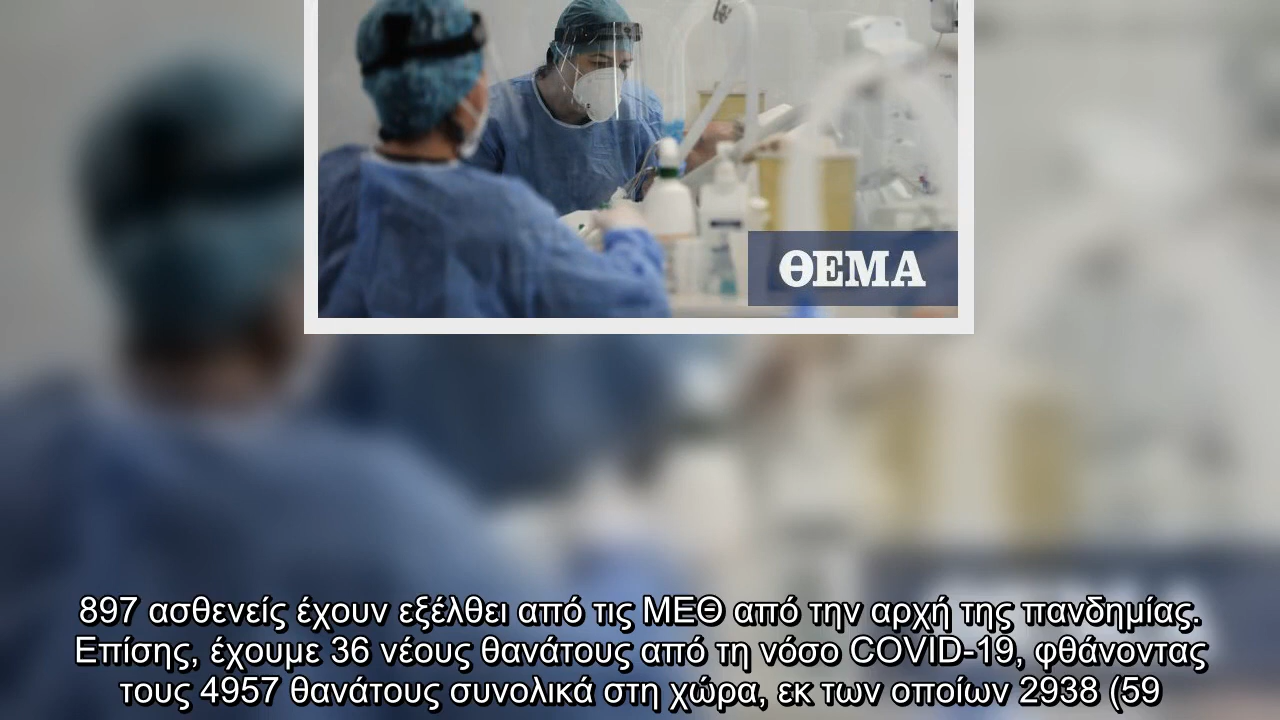 ΘΕΜΑ
897 ασθενείς έχουν εξέλθει από τις ΜΕΘ από την αρχή της πανδημίας.
Επίσης, έχουμε 36 νέους θανάτους από τη νόσο COVID-19, φθάνοντας
τους 4957 θανάτους συνολικά στη χώρα, εκ των οποίων 2938 (59